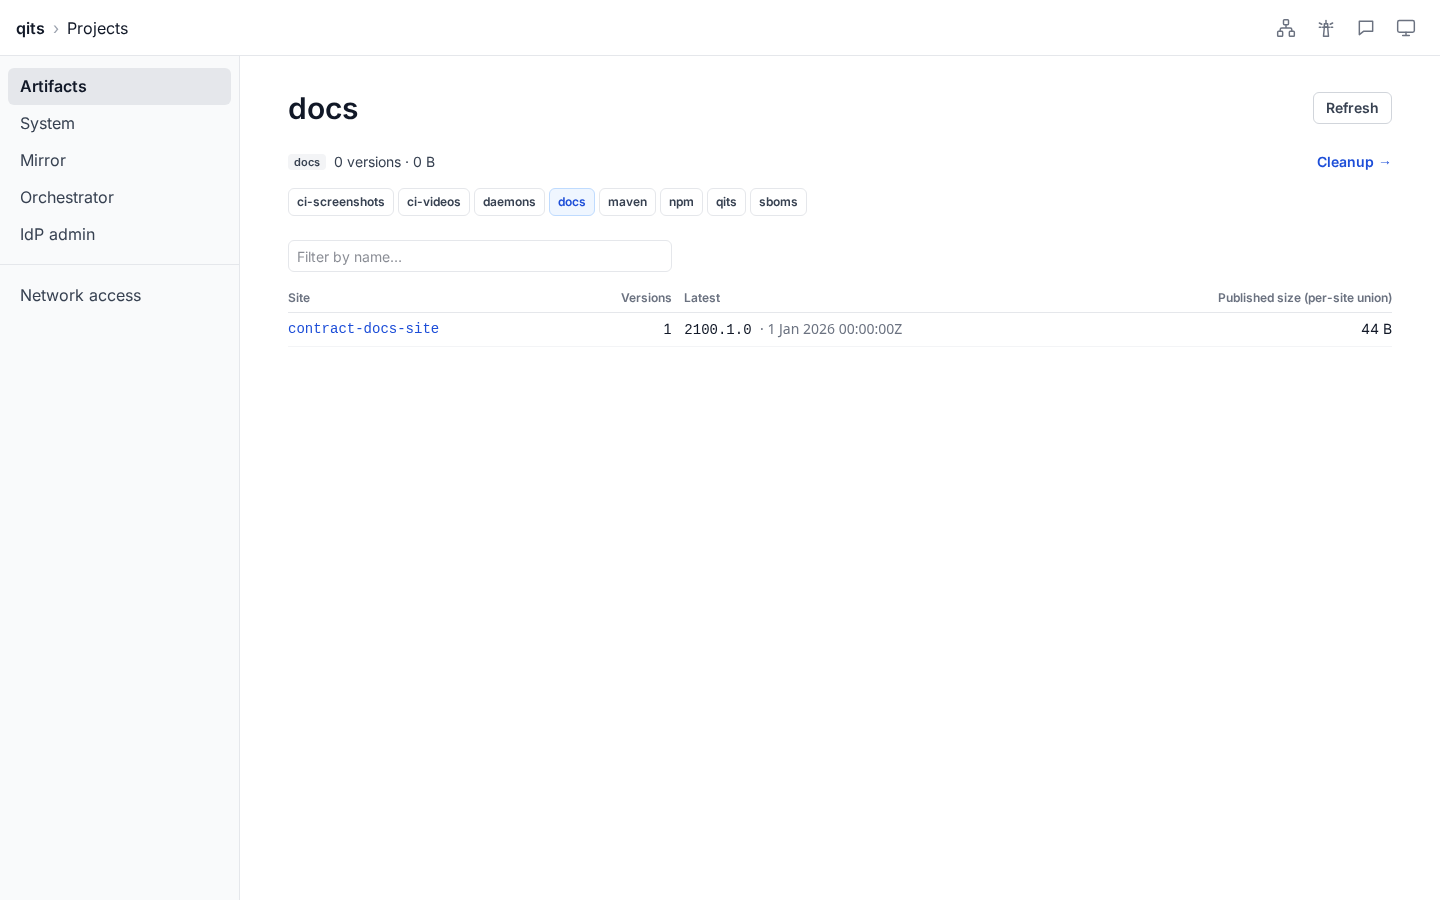 qits › Projects
Artifacts
System
Mirror
Orchestrator
IdP admin
Network access
docs
Refresh
docs 0 versions · 0 B
Cleanup →
ci-screenshots ci-videos daemons docs maven npm qits sboms
Filter by name...
Site Versions Latest Published size (per-site union)
contract-docs-site 1 2100.1.0 · 1 Jan 2026 00:00:00Z 44 B